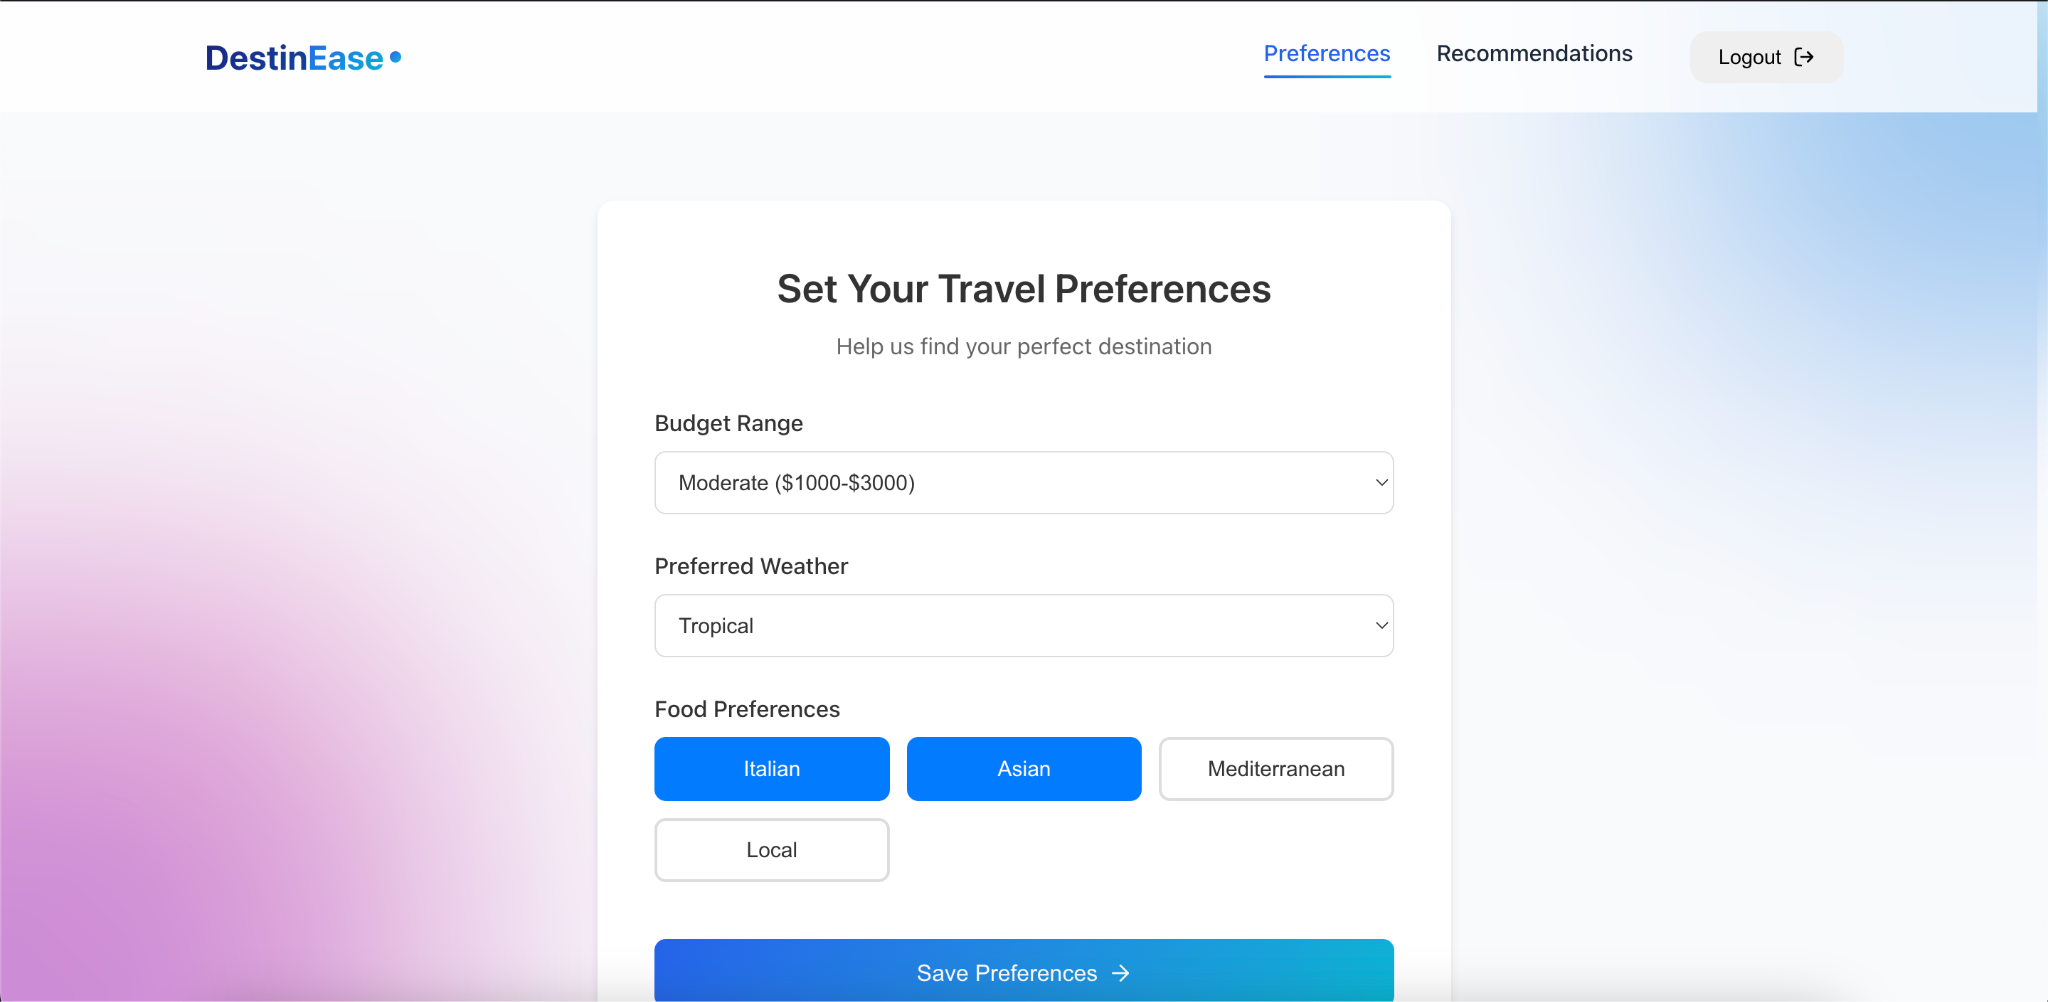 DestinEase
Preferences
Recommendations
Logout
Set Your Travel Preferences
Help us find your perfect destination
Budget Range
Moderate ($1000-$3000)
Preferred Weather
Tropical
Food Preferences
Italian
Asian
Mediterranean
Local
Save Preferences →